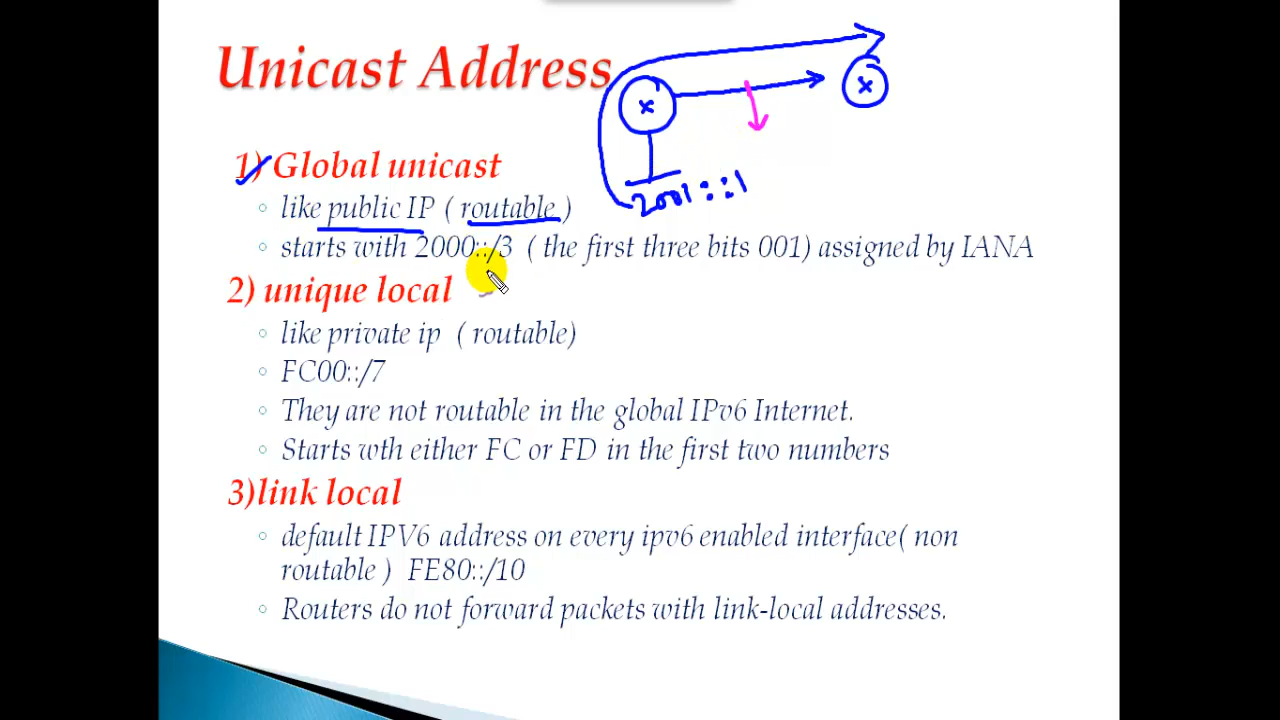 Unicast Address
x
x
1) Global unicast
like public IP ( routable )
2001::1
starts with 2000::/3 ( the first three bits 001) assigned by IANA
2) unique local
like private ip ( routable)
FC00::/7
They are not routable in the global IPv6 Internet.
Starts wth either FC or FD in the first two numbers
3)link local
default IPV6 address on every ipv6 enabled interface( non
routable ) FE80::/10
Routers do not forward packets with link-local addresses.